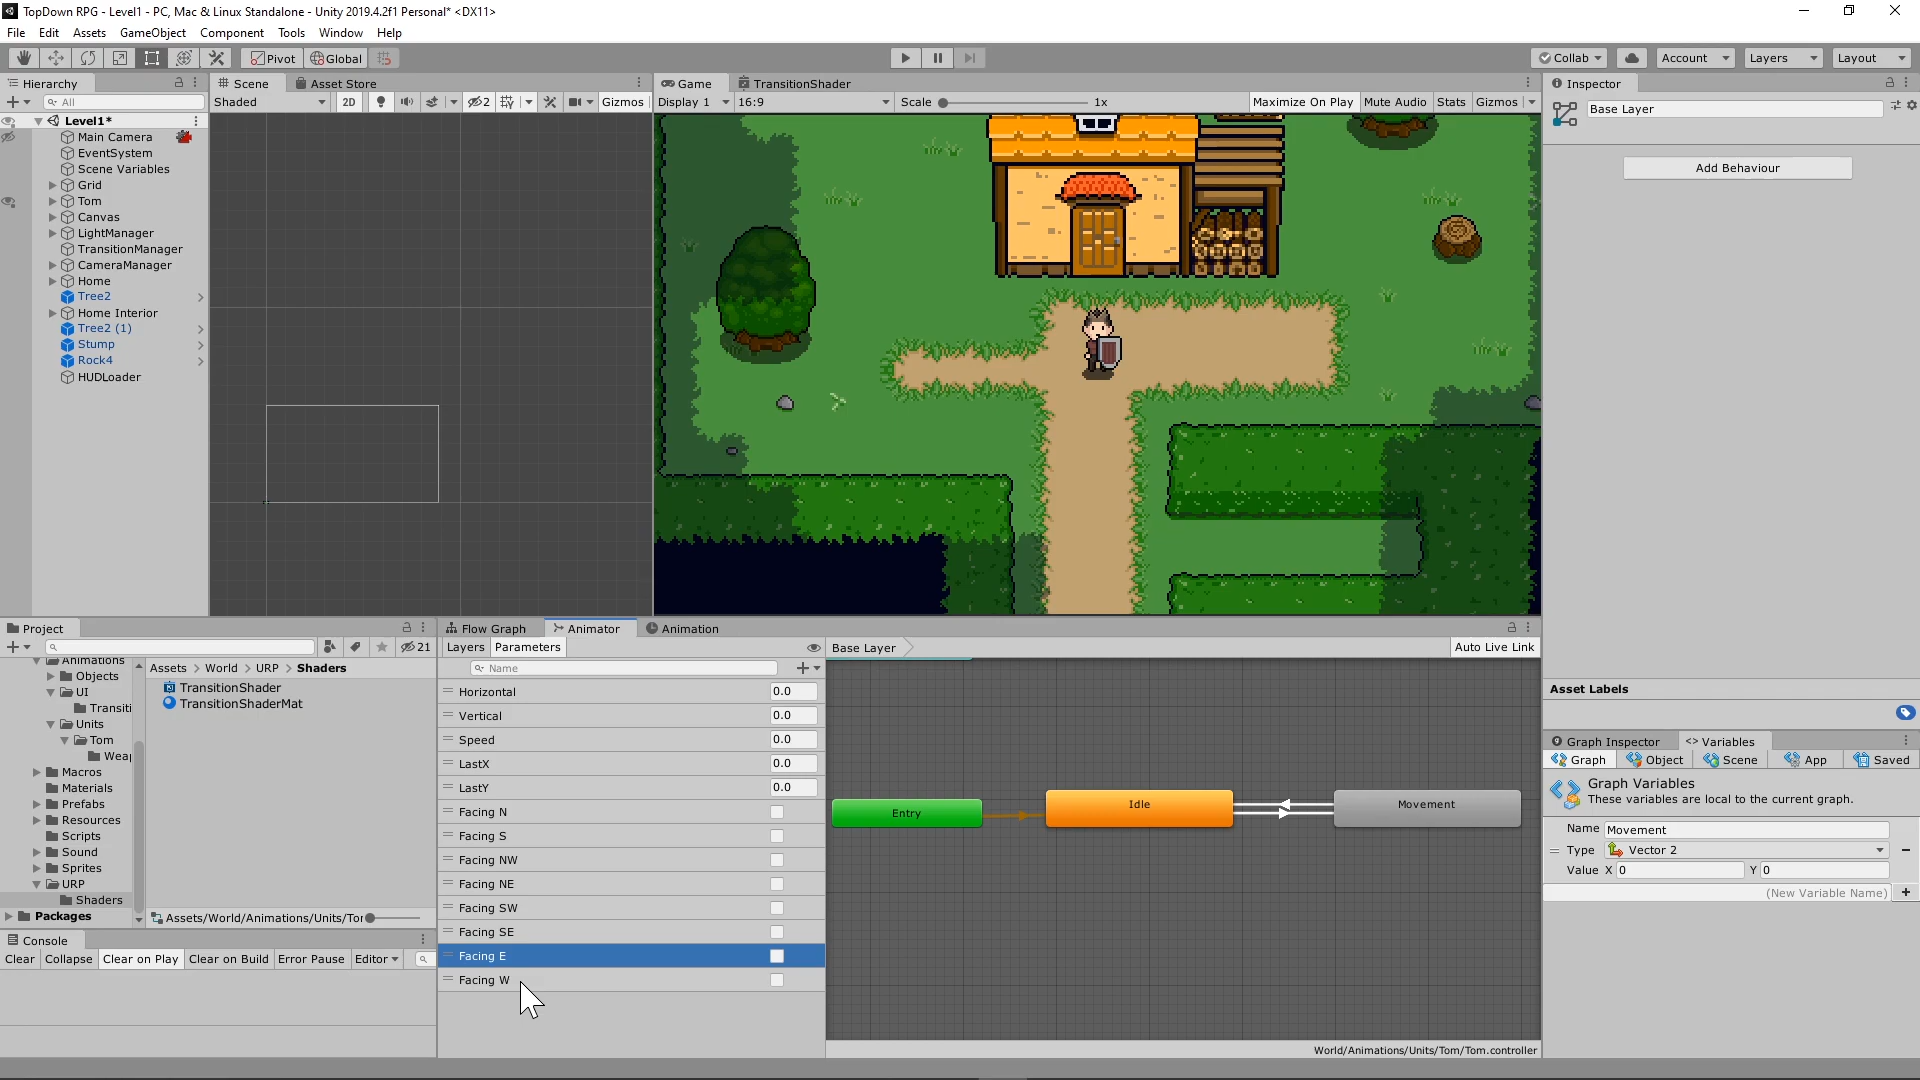 TopDown RPG - Level1 - PC, Mac & Linux Standalone - Unity 2019.4.2f1 Personal* <DX11>
File Edit Assets GameObject Component Tools Window Help
Pivot Global Collab Account Layers Layout
Hierarchy
All
Level1*
Main Camera
EventSystem
Scene Variables
Grid
Tom
Canvas
LightManager
TransitionManager
CameraManager
Home
Tree2
Home Interior
Tree2 (1)
Stump
Rock4
HUDLoader
Scene Asset Store
Shaded 2D 2 Gizmos
Game TransitionShader
Display 1 16:9 Scale 1x Maximize On Play Mute Audio Stats Gizmos
Inspector
Base Layer
Add Behaviour
Asset Labels
Project
21
Animations
Objects
UI
Transiti
Units
Tom
Wea
Macros
Materials
Prefabs
Resources
Scripts
Sound
Sprites
URP
Shaders
Packages
Assets > World > URP > Shaders
TransitionShader
TransitionShaderMat
Assets/World/Animations/Units/To
Console
Clear Collapse Clear on Play Clear on Build Error Pause Editor
Flow Graph Animator Animation
Layers Parameters Base Layer Auto Live Link
Name
Horizontal 0.0
Vertical 0.0
Speed 0.0
LastX 0.0
LastY 0.0
Facing N
Facing S
Facing NW
Facing NE
Facing SW
Facing SE
Facing E
Facing W
Entry
Idle
Movement
World/Animations/Units/Tom/Tom.controller
Graph Inspector <> Variables
Graph Object Scene App Saved
Graph Variables
These variables are local to the current graph.
Name Movement
Type Vector 2
Value X 0 Y 0
(New Variable Name)